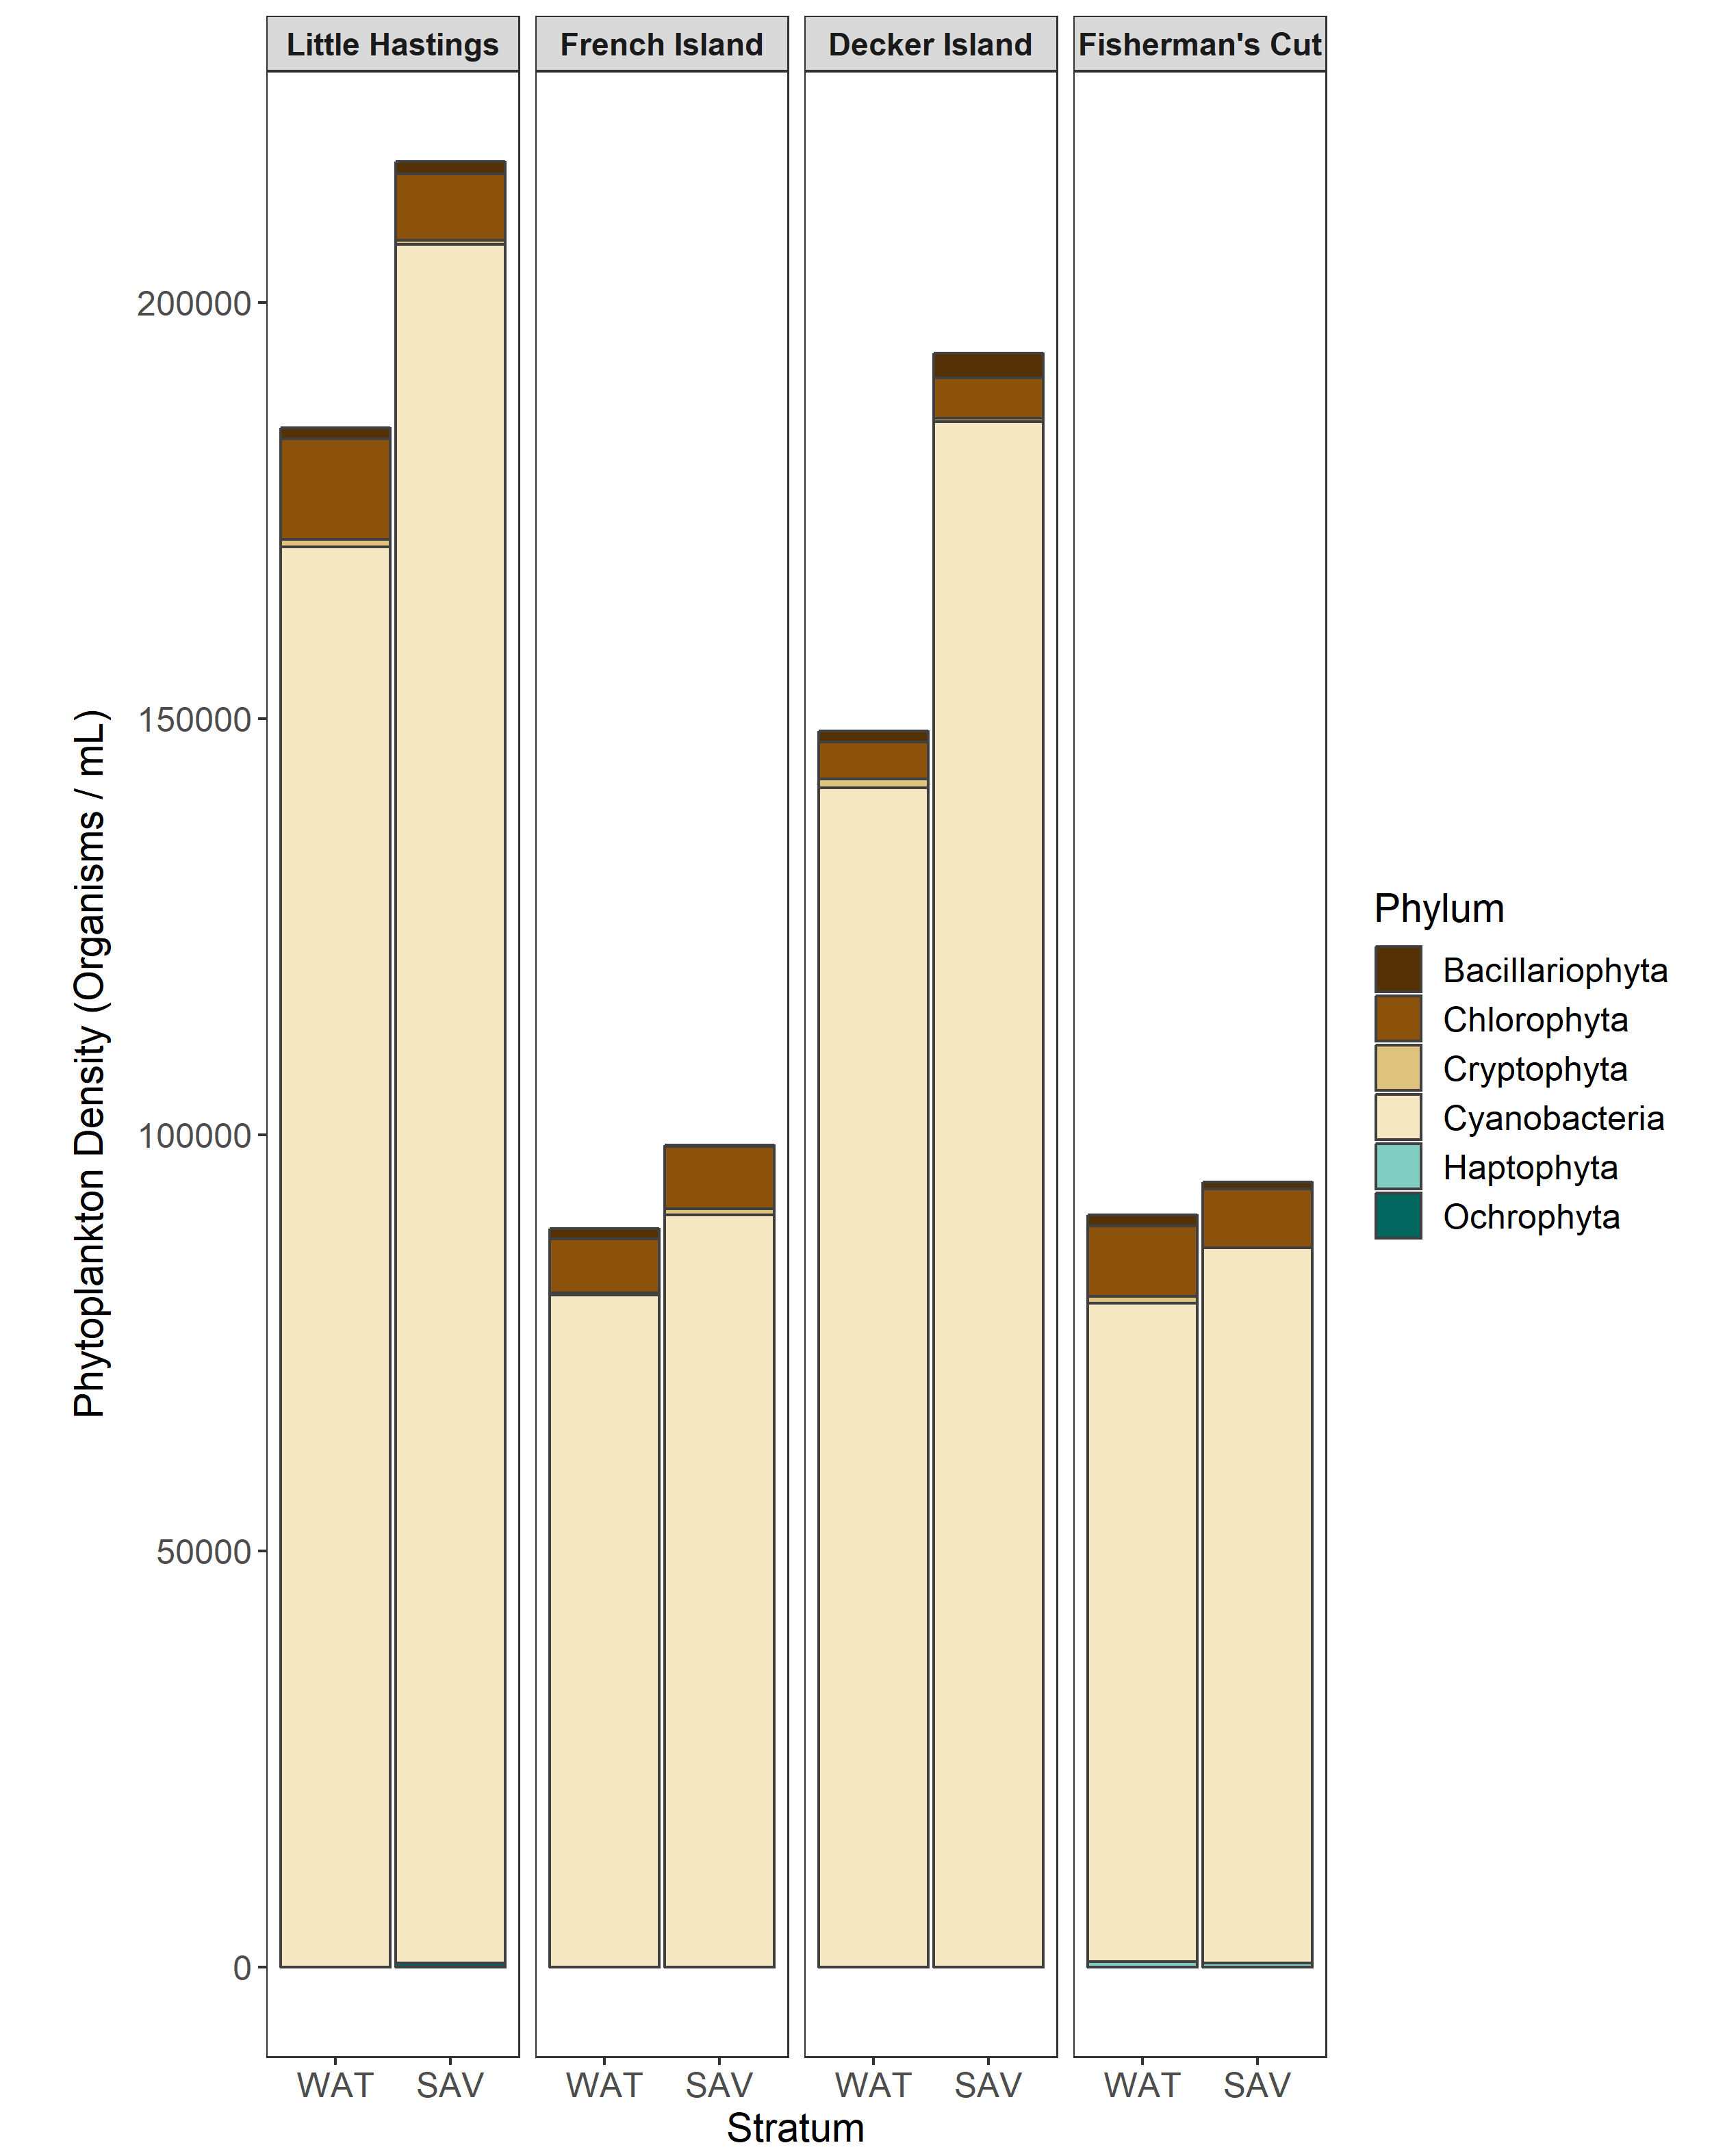 Little Hastings
French Island
Decker Island
Fisherman's Cut
Phytoplankton Density (Organisms / mL)
200000
150000
100000
50000
0
WAT SAV
WAT SAV
WAT SAV
WAT SAV
Stratum
Phylum
Bacillariophyta
Chlorophyta
Cryptophyta
Cyanobacteria
Haptophyta
Ochrophyta